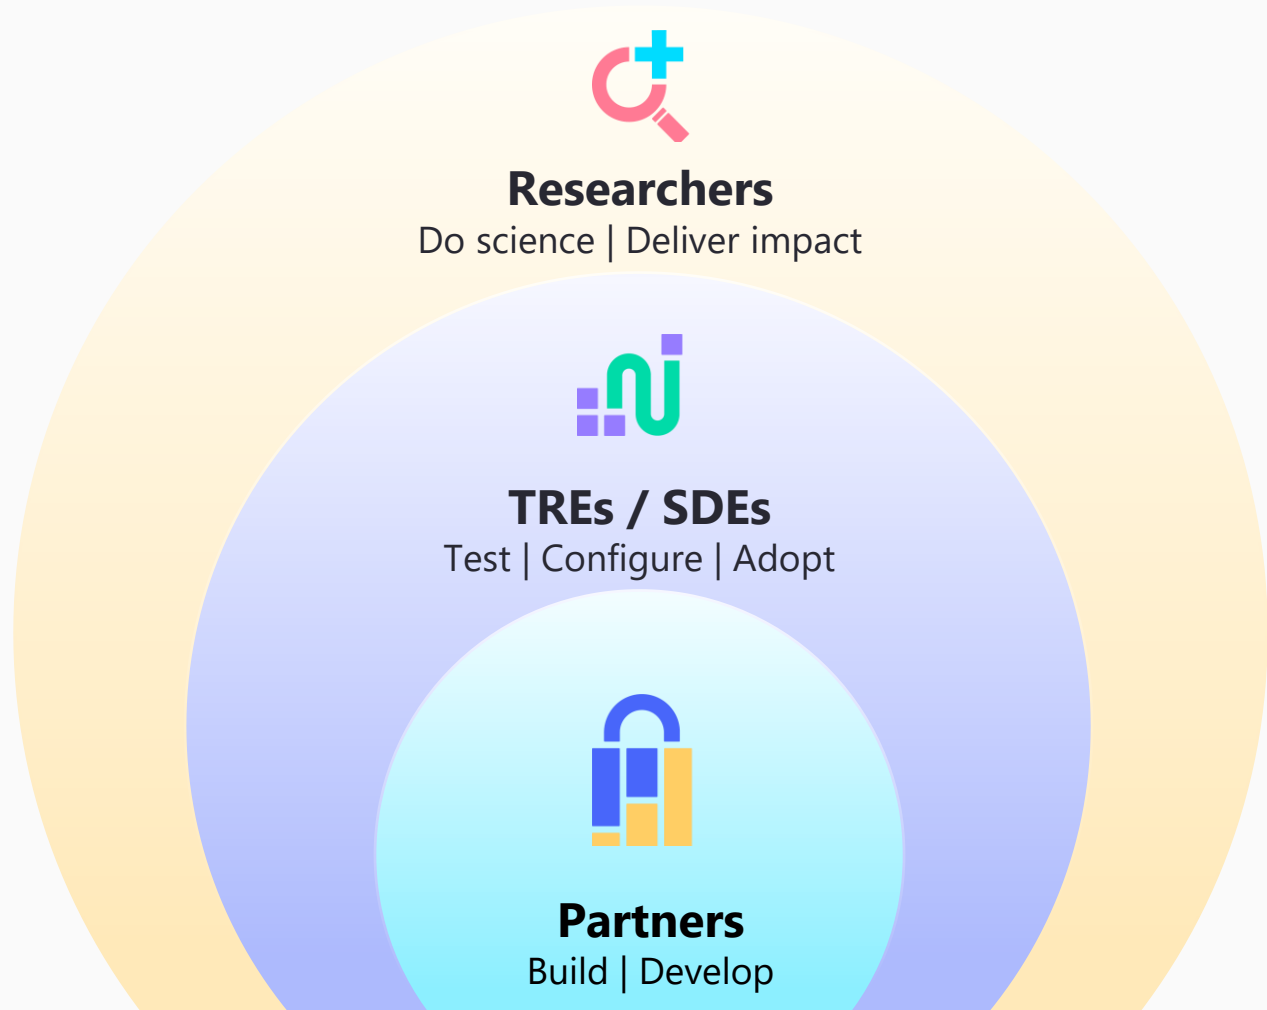 Researchers
Do science | Deliver impact
TREs / SDEs
Test | Configure | Adopt
Partners
Build | Develop